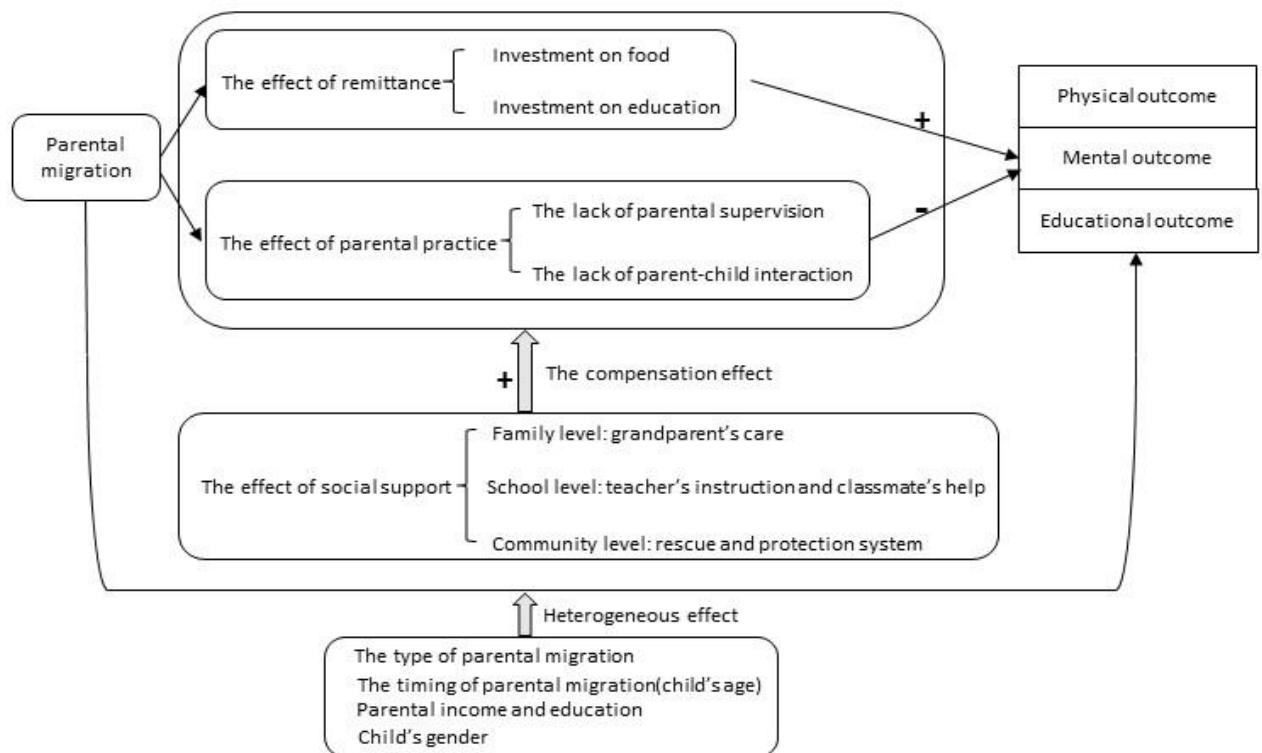 Investment on food
The effect of remittance
Investment on education
Physical outcome
+
Parental
migration
Mental outcome
The lack of parental supervision
-
The effect of parental practice
Educational outcome
The lack of parent-child interaction
+
The compensation effect
Family level: grandparent's care
The effect of social support
School level: teacher's instruction and classmate's help
Community level: rescue and protection system
Heterogeneous effect
The type of parental migration
The timing of parental migration(child's age)
Parental income and education
Child's gender